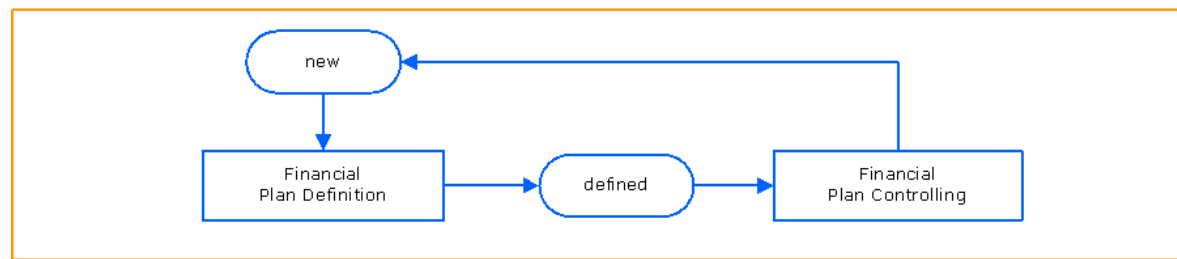 new
Financial
Plan Definition
defined
Financial
Plan Controlling